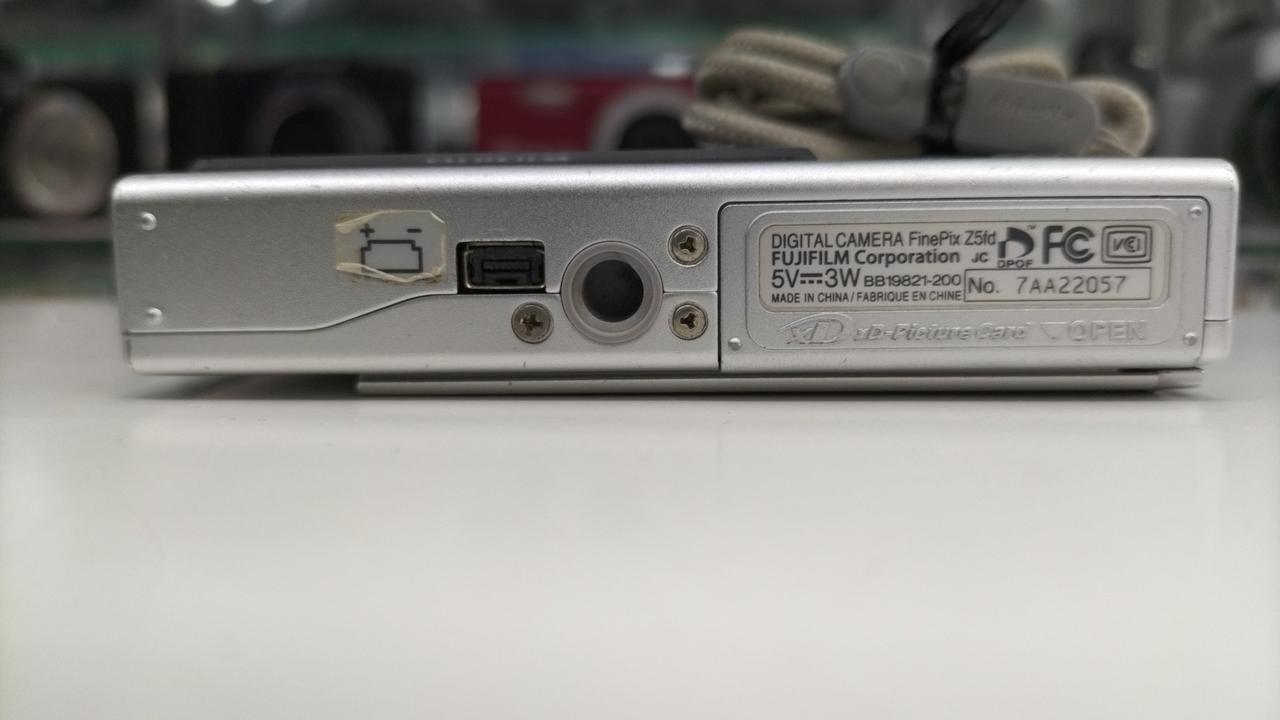 + -
DIGITAL CAMERA FinePix Z5fd
FUJIFILM Corporation JC
DPOF™ FC VCI
5V⎓3W BB19821-200
No. 7AA22057
MADE IN CHINA / FABRIQUE EN CHINE
xD xD-Picture Card OPEN